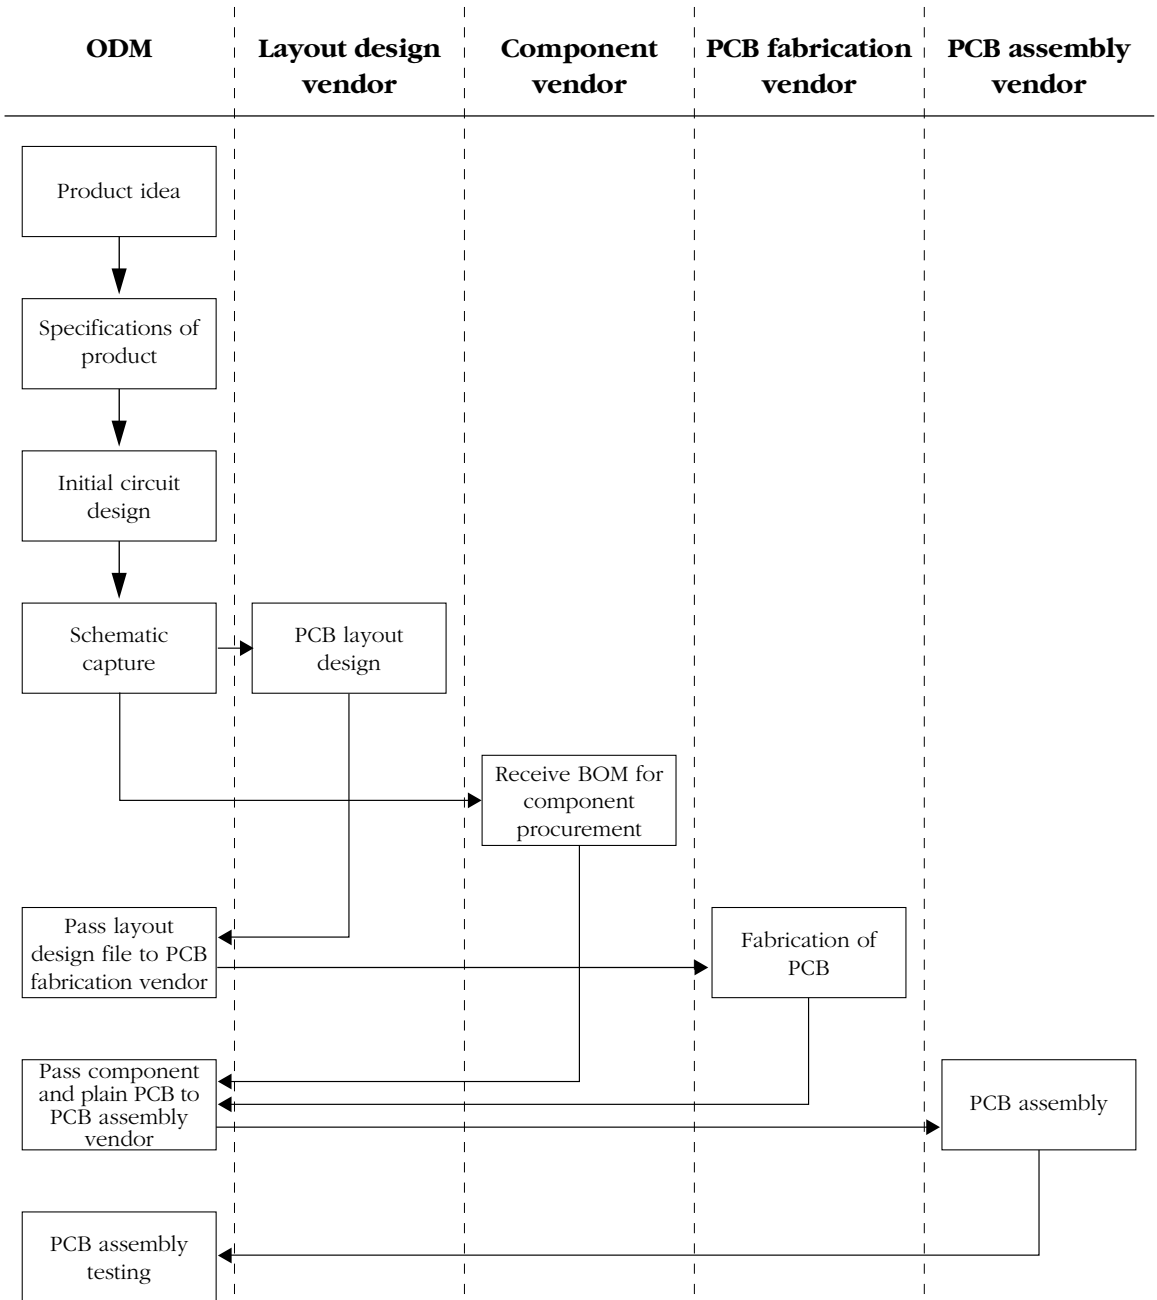 ODM
Layout design
vendor
Component
vendor
PCB fabrication
vendor
PCB assembly
vendor
Product idea
Specifications of
product
Initial circuit
design
Schematic
capture
PCB layout
design
Receive BOM for
component
procurement
Pass layout
design file to PCB
fabrication vendor
Fabrication of
PCB
Pass component
and plain PCB to
PCB assembly
vendor
PCB assembly
PCB assembly
testing